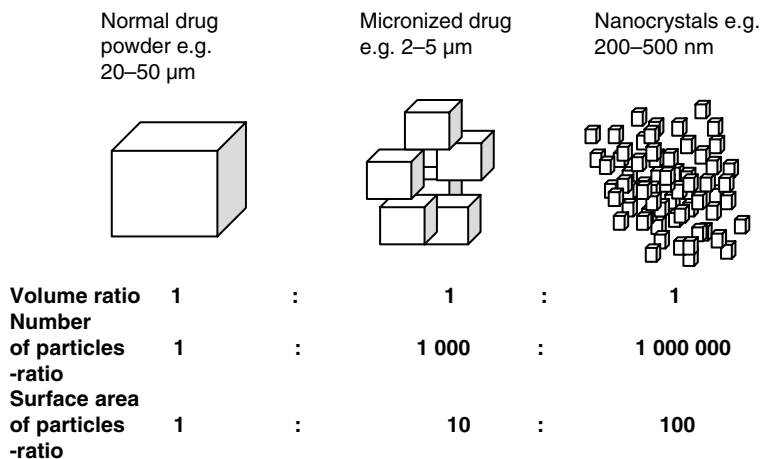 Normal drug
powder e.g.
20–50 µm
Micronized drug
e.g. 2–5 µm
Nanocrystals e.g.
200–500 nm
Volume ratio 1 : 1 : 1
Number
of particles 1 : 1 000 : 1 000 000
-ratio
Surface area
of particles 1 : 10 : 100
-ratio